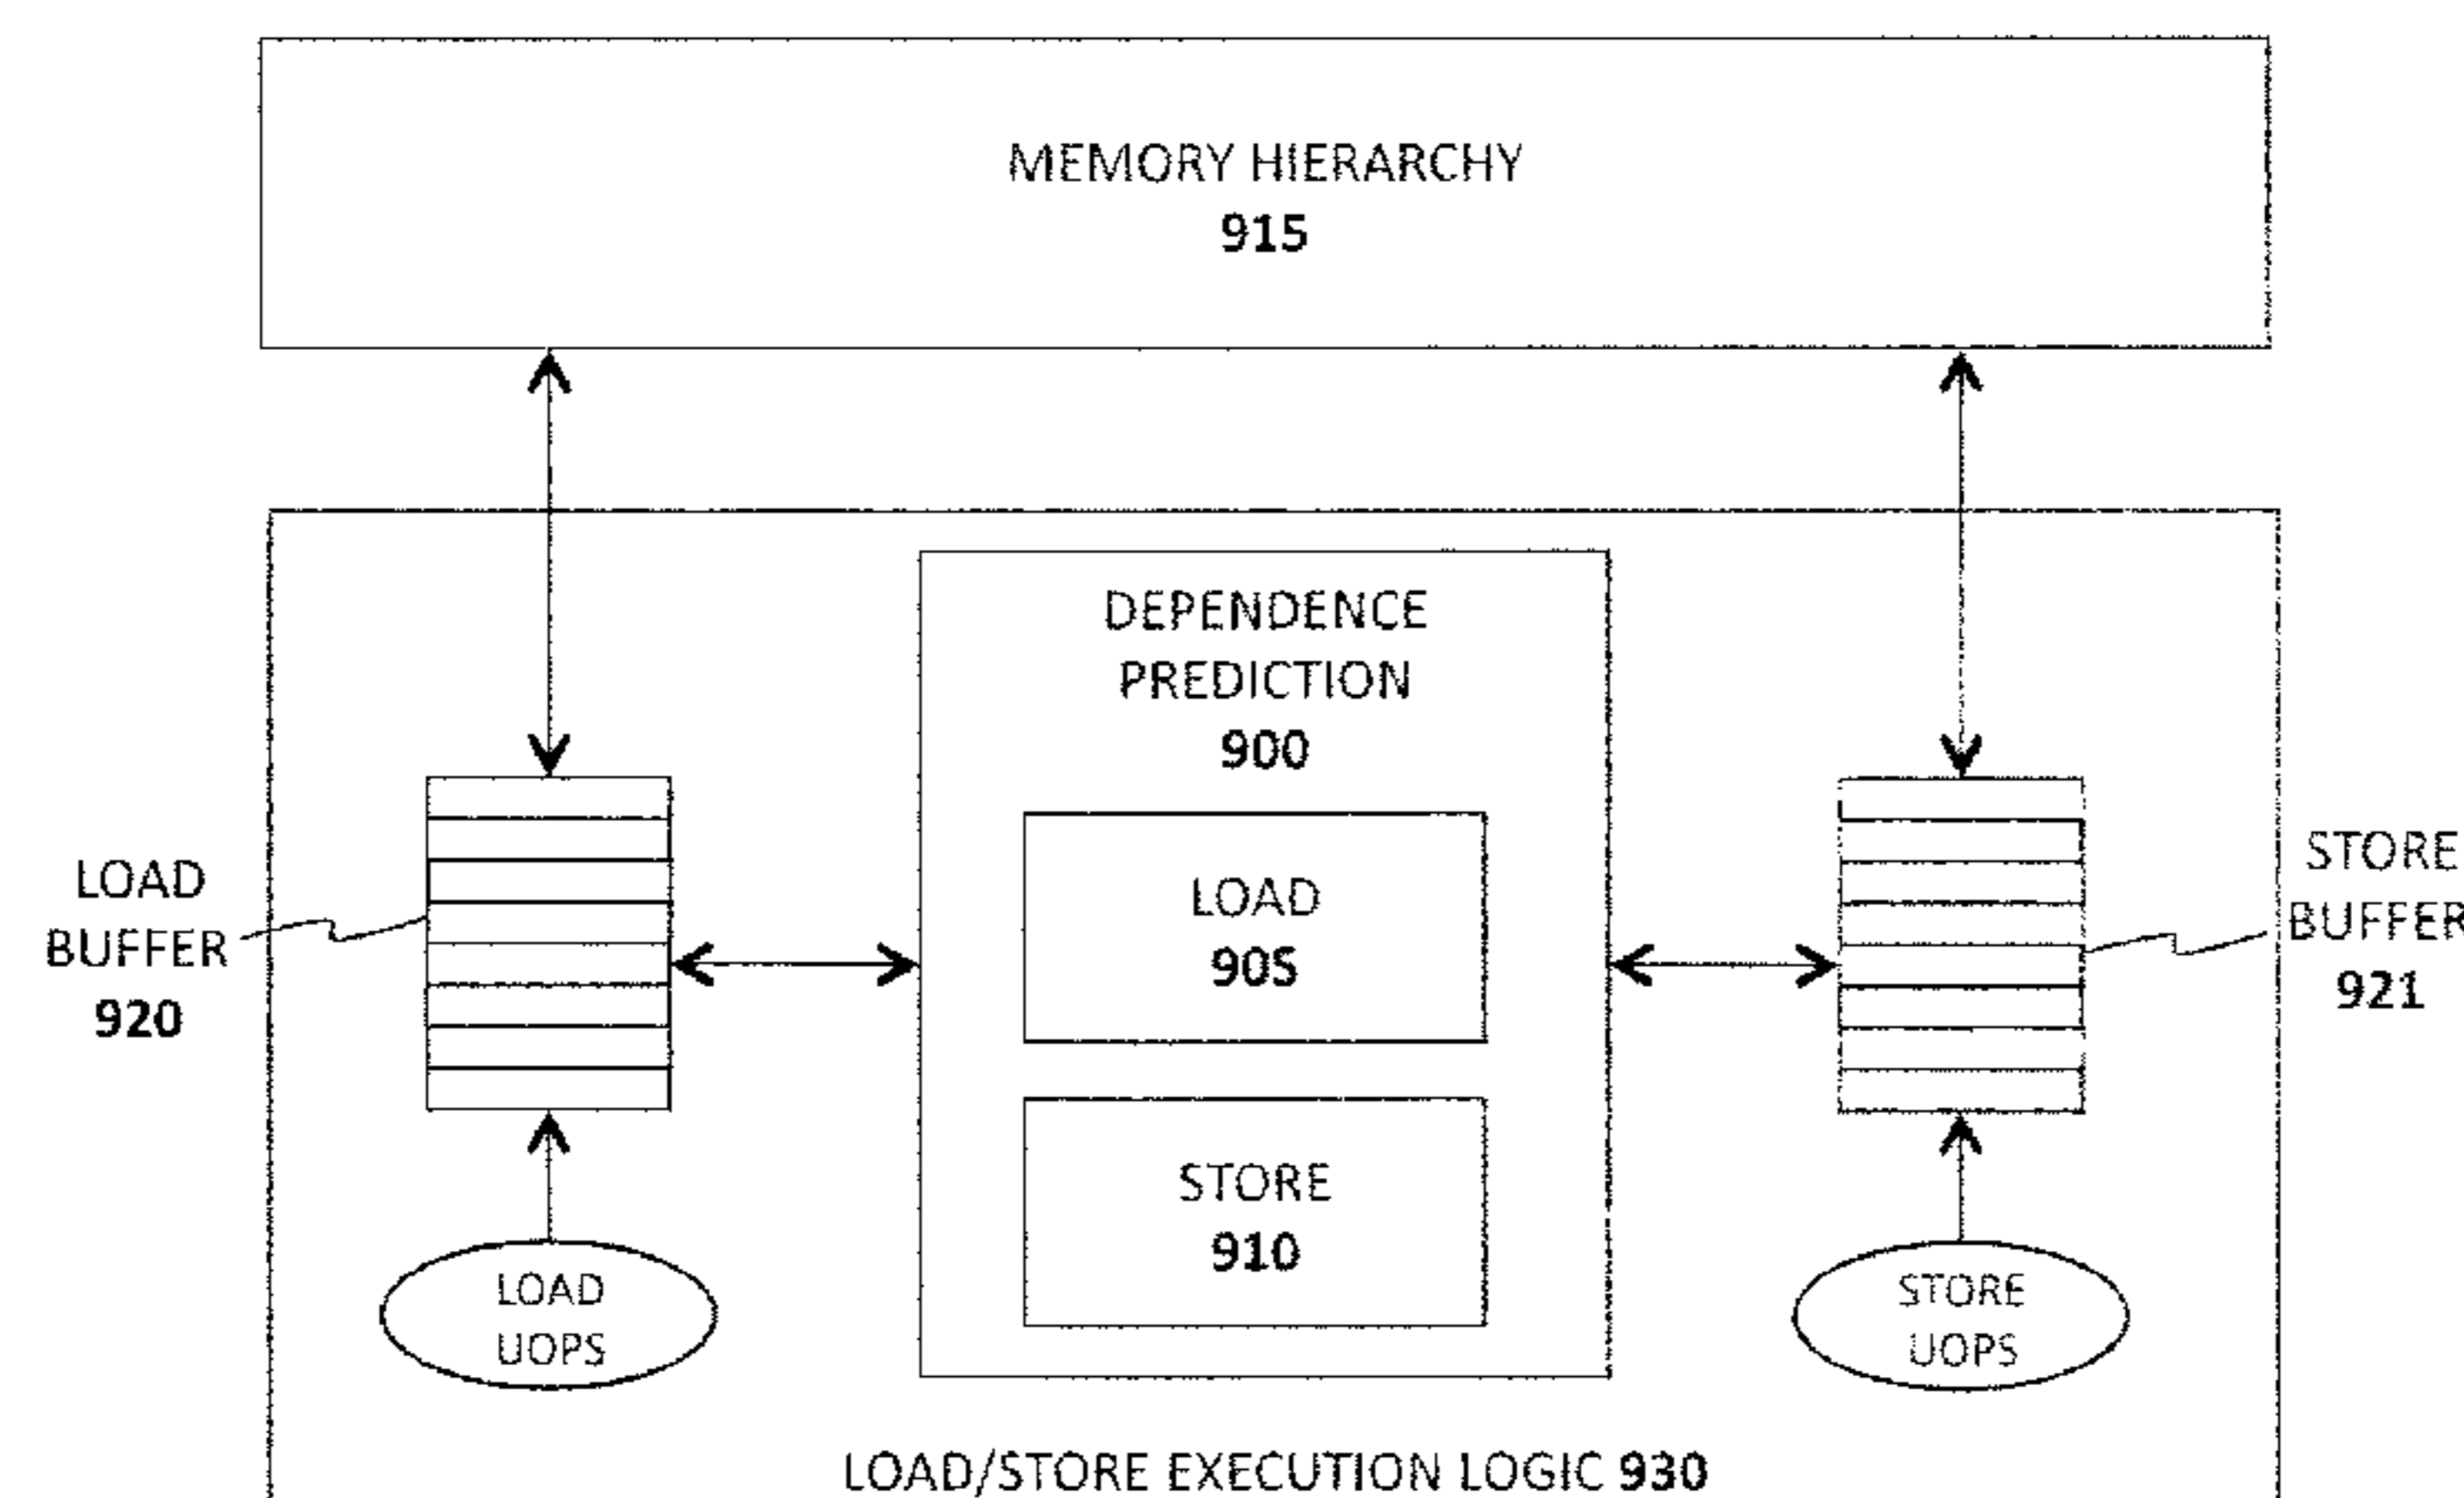 MEMORY HIERARCHY
915
DEPENDENCE
PREDICTION
900
LOAD
BUFFER
920
LOAD
905
STORE
BUFFER
921
STORE
910
LOAD
UOPS
STORE
UOPS
LOAD/STORE EXECUTION LOGIC 930